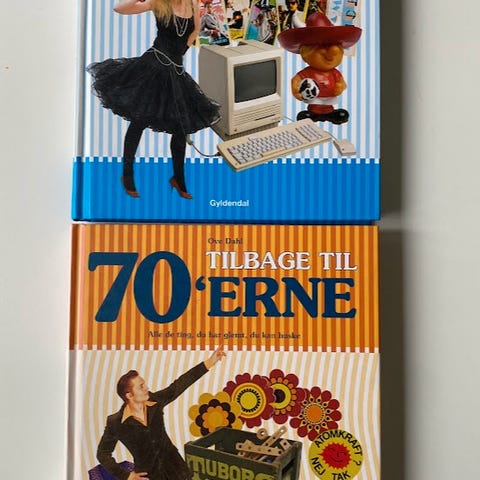 Gyldendal
Ove Dahl
TILBAGE TIL
70'ERNE
Alle de ting, du har glemt, du kan huske
ATOMKRAFT?
NEJ TAK
TUBORG